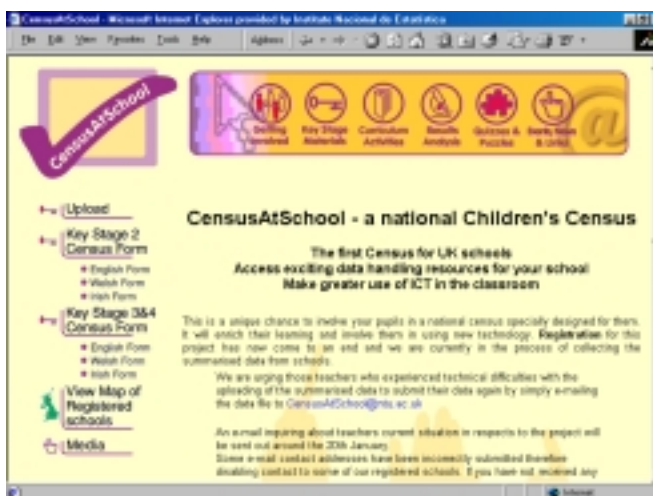 CensusAtSchool - Microsoft Internet Explorer provided by Instituto Nacional de Estatística
File Edit View Favorites Tools Help Address
CensusAtSchool
Getting Involved
Key Stage Materials
Curriculum Activities
Results Analysis
Quizzes & Puzzles
& Links
Upload
Key Stage 2
Census Form
English Form
Welsh Form
Irish Form
Key Stage 3&4
Census Form
English Form
Welsh Form
Irish Form
View Map of
Registered
schools
Media
CensusAtSchool - a national Children's Census
The first Census for UK schools
Access exciting data handling resources for your school
Make greater use of ICT in the classroom
This is a unique chance to involve your pupils in a national census specially designed for them.
It will enrich their learning and involve them in using new technology. Registration for this
project has now come to an end and we are currently in the process of collecting the
summarised data from schools.
We are urging those teachers who experienced technical difficulties with the
uploading of the summarised data to submit their data again by simply e-mailing
the data file to CensusAtSchool@ntu.ac.uk
An e-mail inquiring about teachers current situation in respects to the project will
be sent out around the 20th January.
Some e-mail contact addresses have been incorrectly submitted therefore
disabling contact to some of our registered schools. If you have not received any
Internet